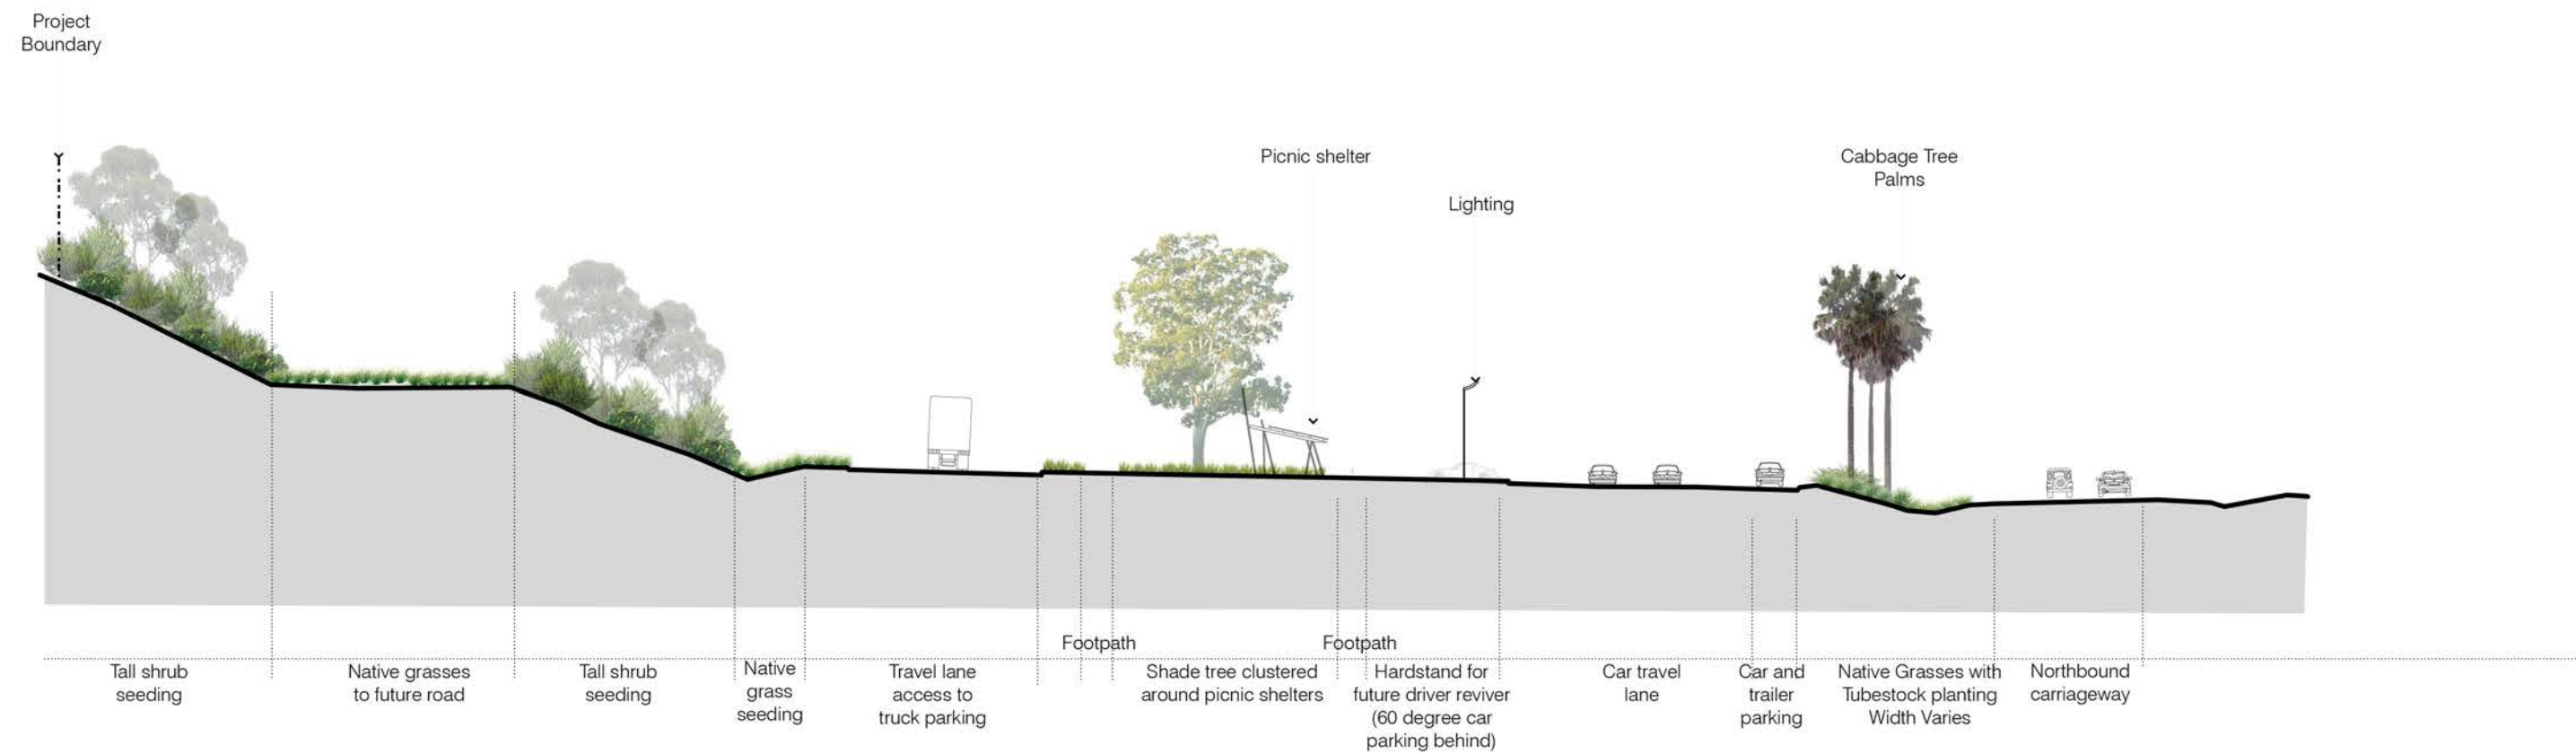 Project
Boundary
Picnic shelter
Cabbage Tree
Palms
Lighting
Footpath
Footpath
Tall shrub
seeding
Native grasses
to future road
Tall shrub
seeding
Native
grass
seeding
Travel lane
access to
truck parking
Shade tree clustered
around picnic shelters
Hardstand for
future driver reviver
(60 degree car
parking behind)
Car travel
lane
Car and
trailer
parking
Native Grasses with
Tubestock planting
Width Varies
Northbound
carriageway